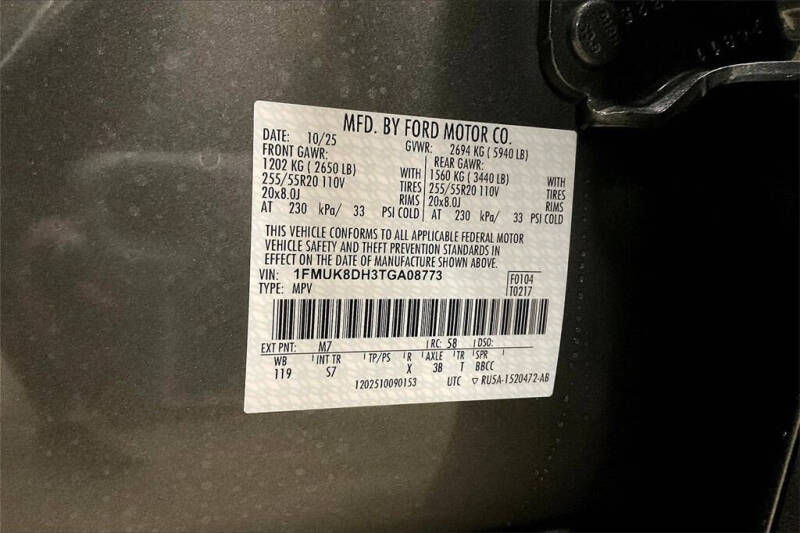 MFD. BY FORD MOTOR CO.
DATE: 10/25 GVWR: 2694 KG ( 5940 LB)
FRONT GAWR: REAR GAWR:
1202 KG ( 2650 LB) WITH 1560 KG ( 3440 LB) WITH
255/55R20 110V TIRES 255/55R20 110V TIRES
20x8.0J RIMS 20x8.0J RIMS
AT 230 kPa/ 33 PSI COLD AT 230 kPa/ 33 PSI COLD
THIS VEHICLE CONFORMS TO ALL APPLICABLE FEDERAL MOTOR
VEHICLE SAFETY AND THEFT PREVENTION STANDARDS IN
EFFECT ON THE DATE OF MANUFACTURE SHOWN ABOVE.
VIN: 1FMUK8DH3TGA08773 F0104
TYPE: MPV T0217
EXT PNT: M7 RC: 58 DSO:
WB INT TR TP/PS R AXLE TR SPR
119 S7 X 3B T BBCC
1202510090153 UTC ▽ RU5A-1520472-AB